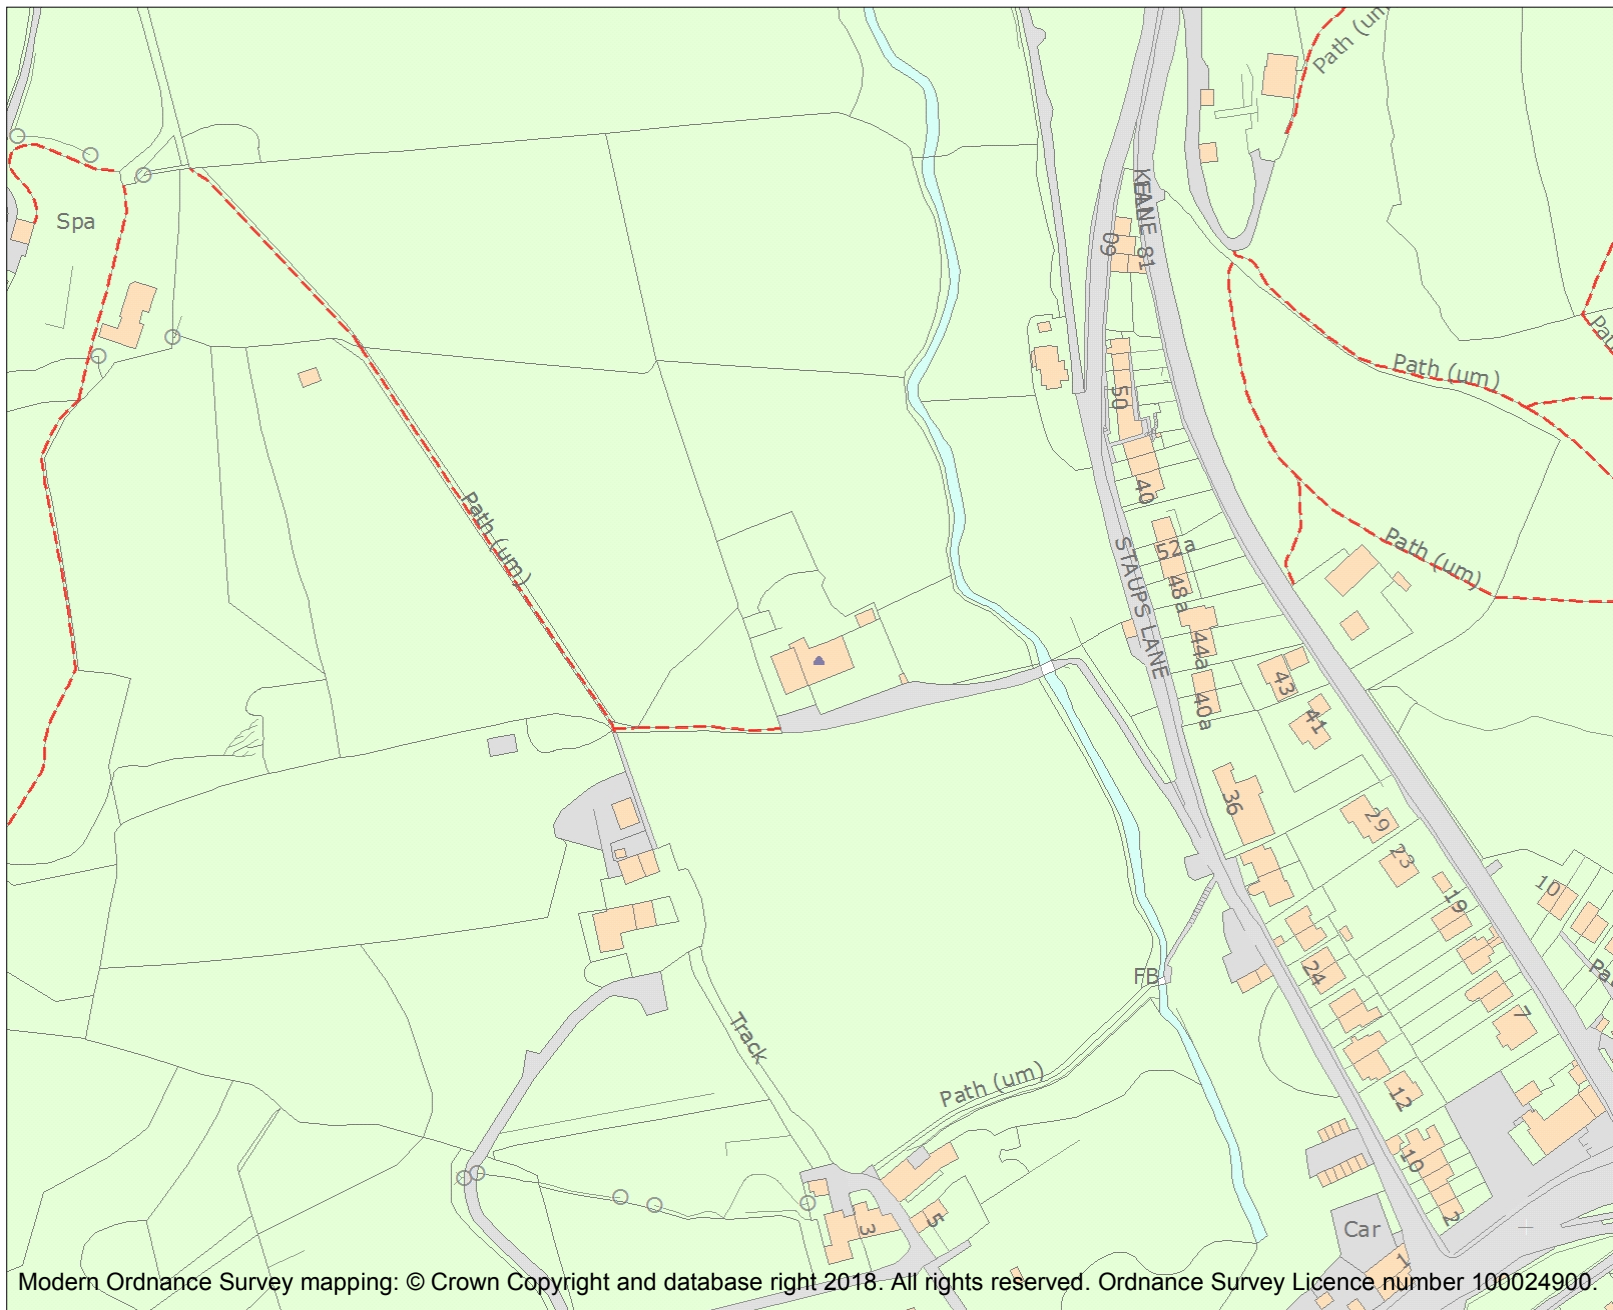 Path (um)
Spa
KEANE 81
60
Path (um)
50
40
Path (um)
52a
STAUPS LANE
48a
Path (um)
44a
43
40a
41
36
29
23
10
19
24
FB
7
Track
Path (um)
12
10
3
5
2
Car
1
Modern Ordnance Survey mapping: © Crown Copyright and database right 2018. All rights reserved. Ordnance Survey Licence number 100024900.